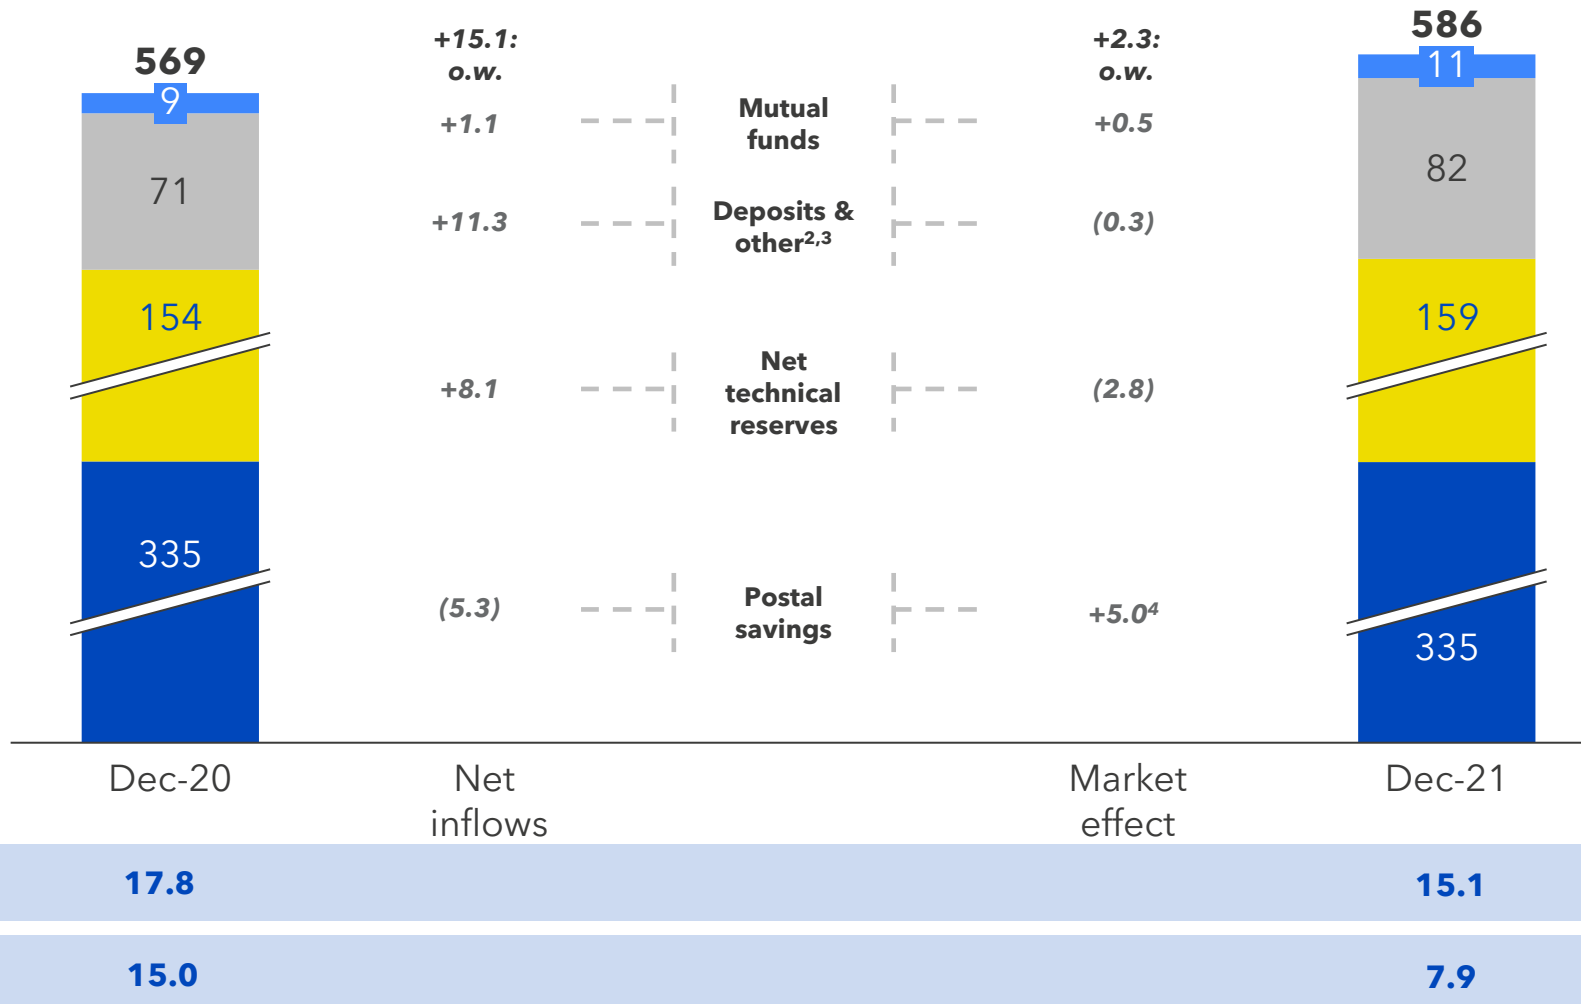 569
+15.1:
o.w.
+2.3:
o.w.
586
9
+1.1
Mutual
funds
+0.5
11
71
+11.3
Deposits &
other2,3
(0.3)
82
154
+8.1
Net
technical
reserves
(2.8)
159
335
(5.3)
Postal
savings
+5.04
335
Dec-20
Net
inflows
Market
effect
Dec-21
17.8
15.1
15.0
7.9